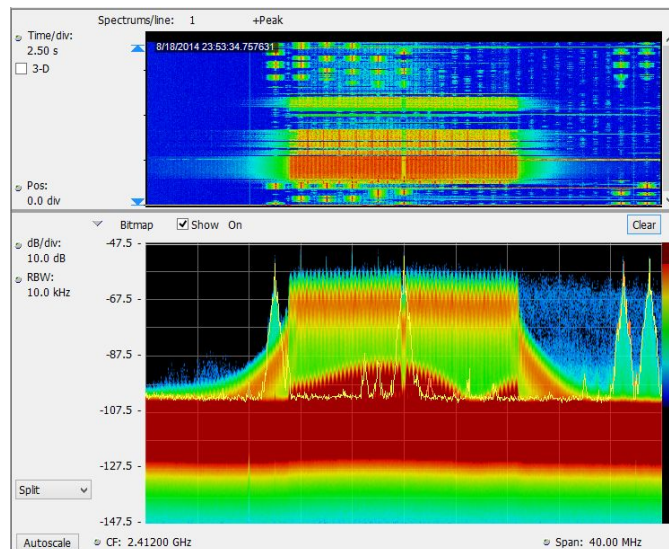 Spectrums/line: 1 +Peak
Time/div:
2.50 s
3-D
8/18/2014 23:53:34.757631
Pos:
0.0 div
Bitmap Show On Clear
dB/div:
10.0 dB
RBW:
10.0 kHz
-47.5
-67.5
-87.5
-107.5
-127.5
-147.5
Split
Autoscale CF: 2.41200 GHz Span: 40.00 MHz